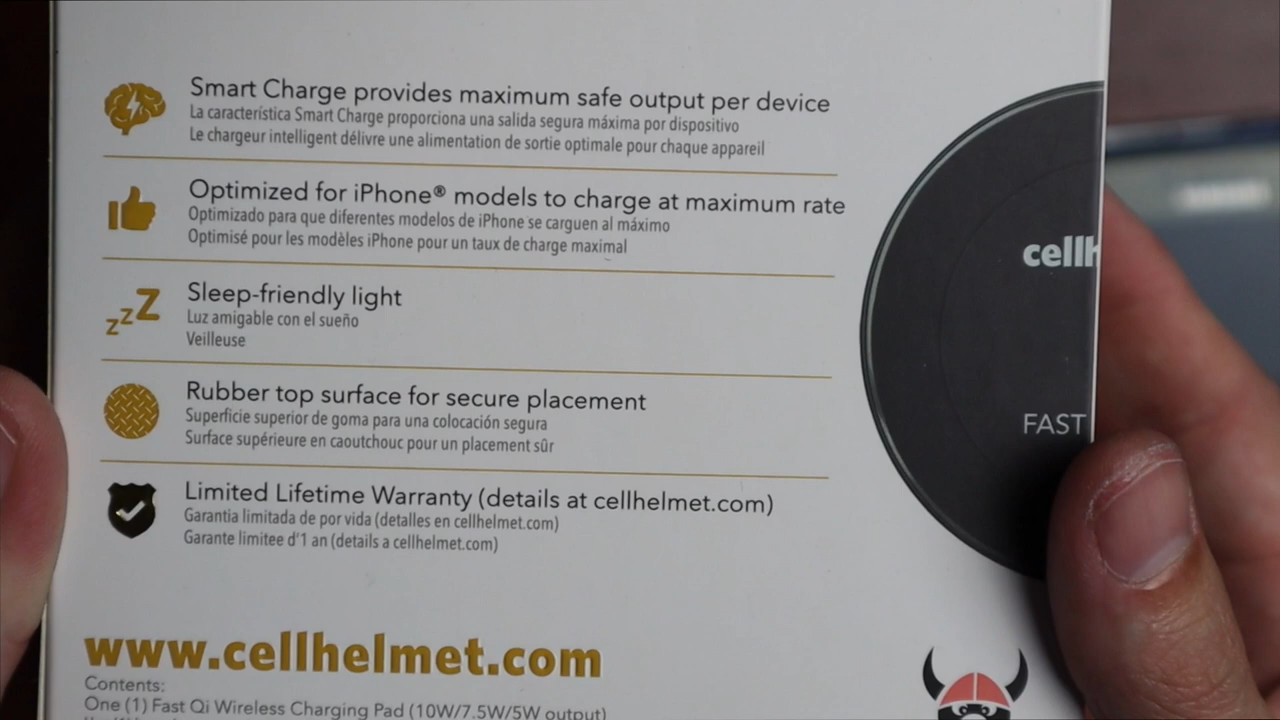 Smart Charge provides maximum safe output per device
La característica Smart Charge proporciona una salida segura máxima por dispositivo
Le chargeur intelligent délivre une alimentation de sortie optimale pour chaque appareil
Optimized for iPhone® models to charge at maximum rate
Optimizado para que diferentes modelos de iPhone se carguen al máximo
Optimisé pour les modèles iPhone pour un taux de charge maximal
zzZ
Sleep-friendly light
Luz amigable con el sueño
Veilleuse
Rubber top surface for secure placement
Superficie superior de goma para una colocación segura
Surface supérieure en caoutchouc pour un placement sûr
Limited Lifetime Warranty (details at cellhelmet.com)
Garantia limitada de por vida (detalles en cellhelmet.com)
Garante limitee d'1 an (details a cellhelmet.com)
cellh
FAST
www.cellhelmet.com
Contents:
One (1) Fast Qi Wireless Charging Pad (10W/7.5W/5W output)